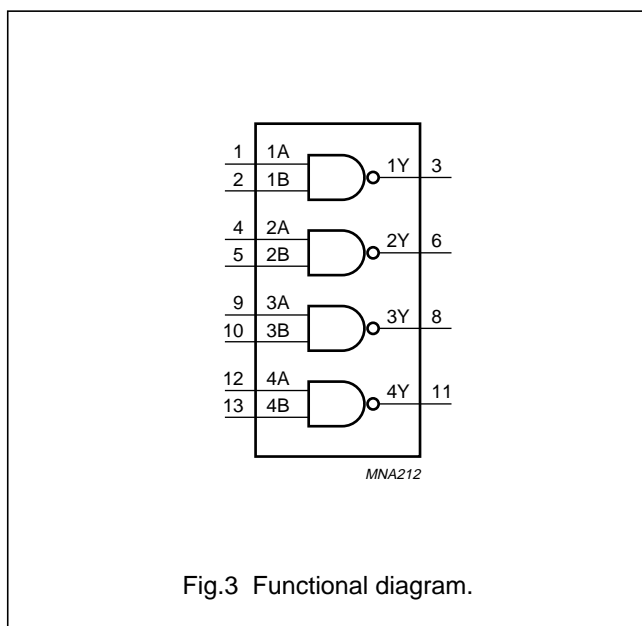 1 1A 1Y 3
2 1B
4 2A 2Y 6
5 2B
9 3A 3Y 8
10 3B
12 4A 4Y 11
13 4B
MNA212
Fig.3 Functional diagram.